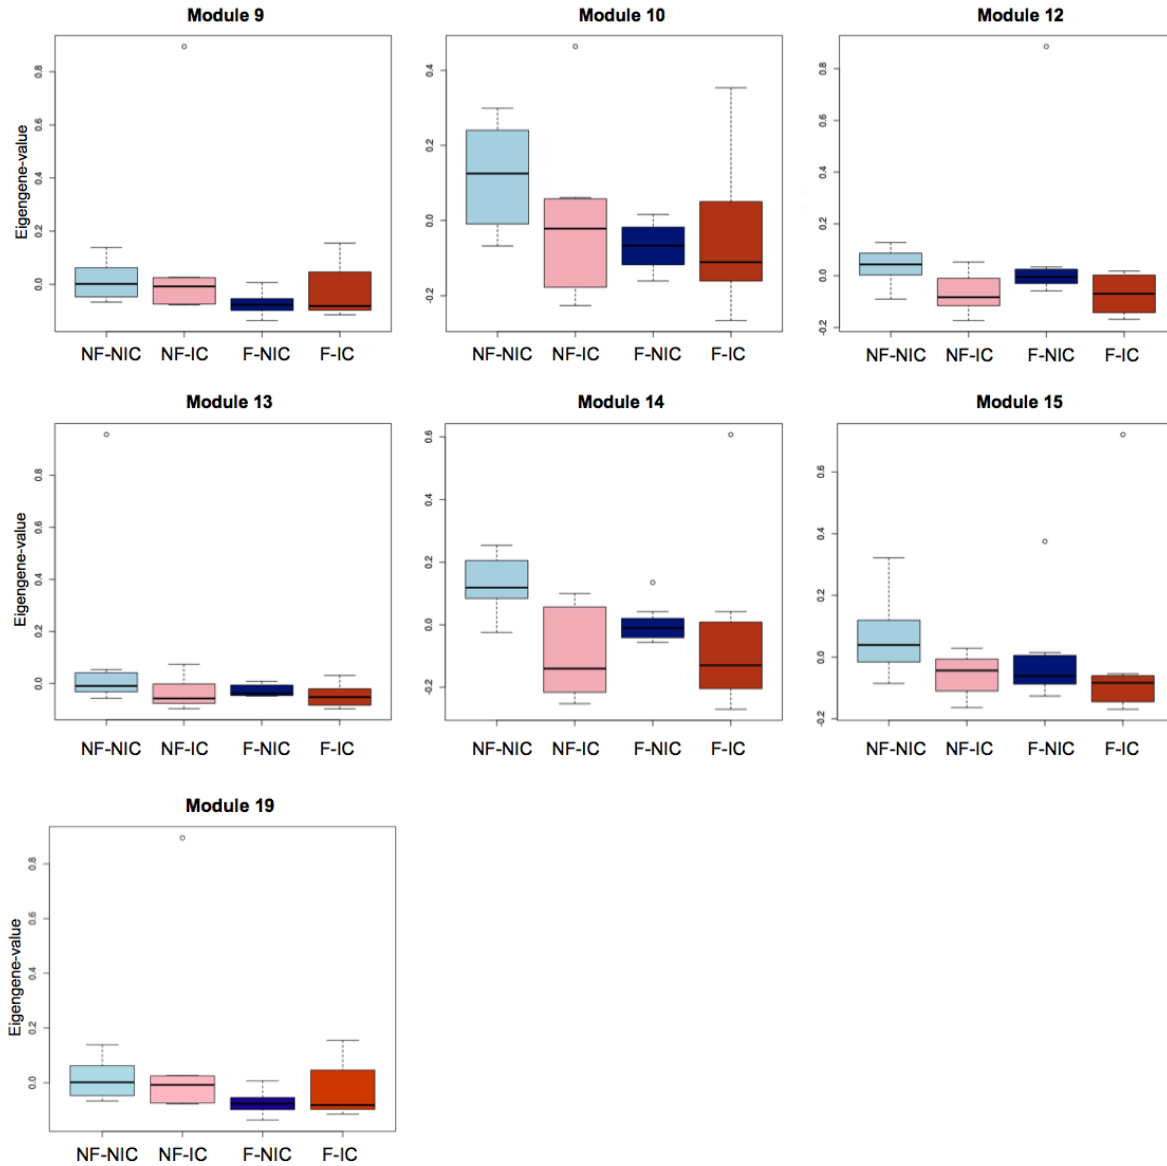 Module 9
Eigengene-value
0.8
0.6
0.4
0.2
0.0
NF-NIC NF-IC F-NIC F-IC
Module 10
0.4
0.2
0.0
-0.2
NF-NIC NF-IC F-NIC F-IC
Module 12
0.8
0.6
0.4
0.2
0.0
-0.2
NF-NIC NF-IC F-NIC F-IC
Module 13
Eigengene-value
0.8
0.6
0.4
0.2
0.0
NF-NIC NF-IC F-NIC F-IC
Module 14
0.6
0.4
0.2
0.0
-0.2
NF-NIC NF-IC F-NIC F-IC
Module 15
0.6
0.4
0.2
0.0
-0.2
NF-NIC NF-IC F-NIC F-IC
Module 19
Eigengene-value
0.8
0.6
0.4
0.2
0.0
NF-NIC NF-IC F-NIC F-IC